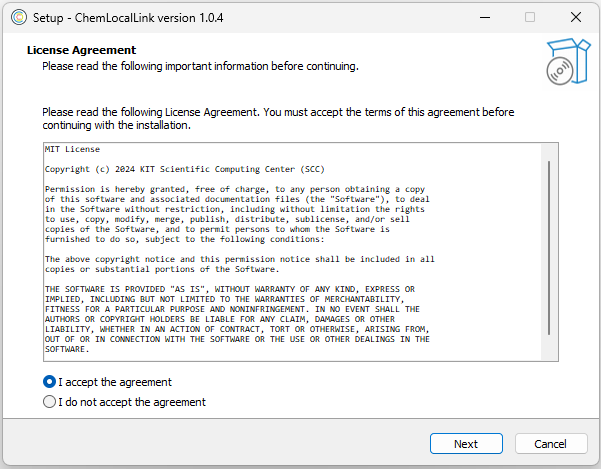 Setup - ChemLocalLink version 1.0.4
License Agreement
Please read the following important information before continuing.
Please read the following License Agreement. You must accept the terms of this agreement before
continuing with the installation.
MIT License
Copyright (c) 2024 KIT Scientific Computing Center (SCC)
Permission is hereby granted, free of charge, to any person obtaining a copy
of this software and associated documentation files (the "Software"), to deal
in the Software without restriction, including without limitation the rights
to use, copy, modify, merge, publish, distribute, sublicense, and/or sell
copies of the Software, and to permit persons to whom the Software is
furnished to do so, subject to the following conditions:
The above copyright notice and this permission notice shall be included in all
copies or substantial portions of the Software.
THE SOFTWARE IS PROVIDED "AS IS", WITHOUT WARRANTY OF ANY KIND, EXPRESS OR
IMPLIED, INCLUDING BUT NOT LIMITED TO THE WARRANTIES OF MERCHANTABILITY,
FITNESS FOR A PARTICULAR PURPOSE AND NONINFRINGEMENT. IN NO EVENT SHALL THE
AUTHORS OR COPYRIGHT HOLDERS BE LIABLE FOR ANY CLAIM, DAMAGES OR OTHER
LIABILITY, WHETHER IN AN ACTION OF CONTRACT, TORT OR OTHERWISE, ARISING FROM,
OUT OF OR IN CONNECTION WITH THE SOFTWARE OR THE USE OR OTHER DEALINGS IN THE
SOFTWARE.
I accept the agreement
I do not accept the agreement
Next
Cancel